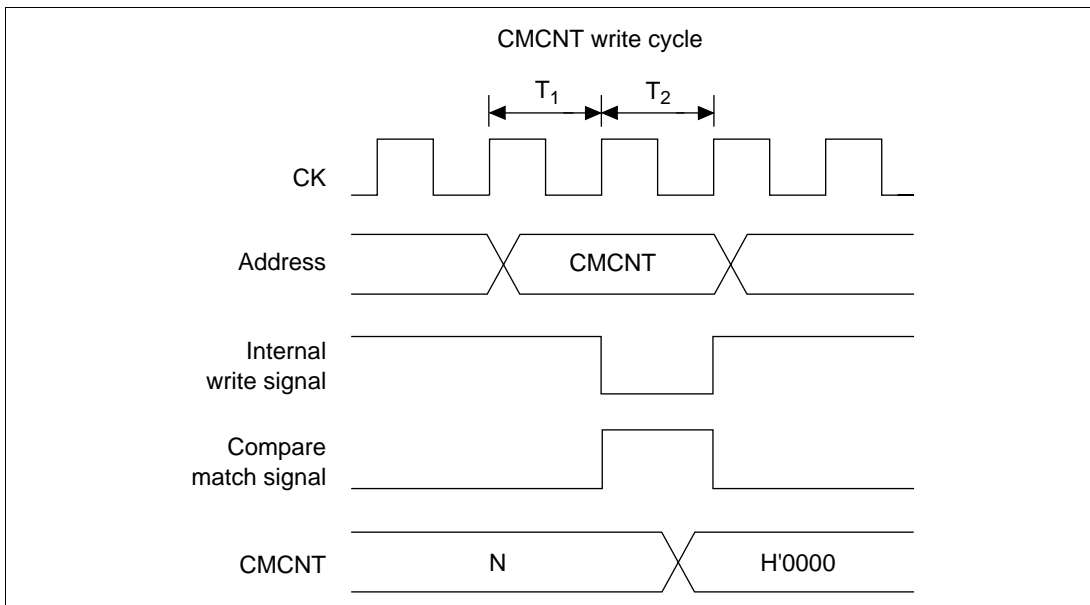 CMCNT write cycle
T1 T2
CK
Address CMCNT
Internal
write signal
Compare
match signal
CMCNT N H'0000